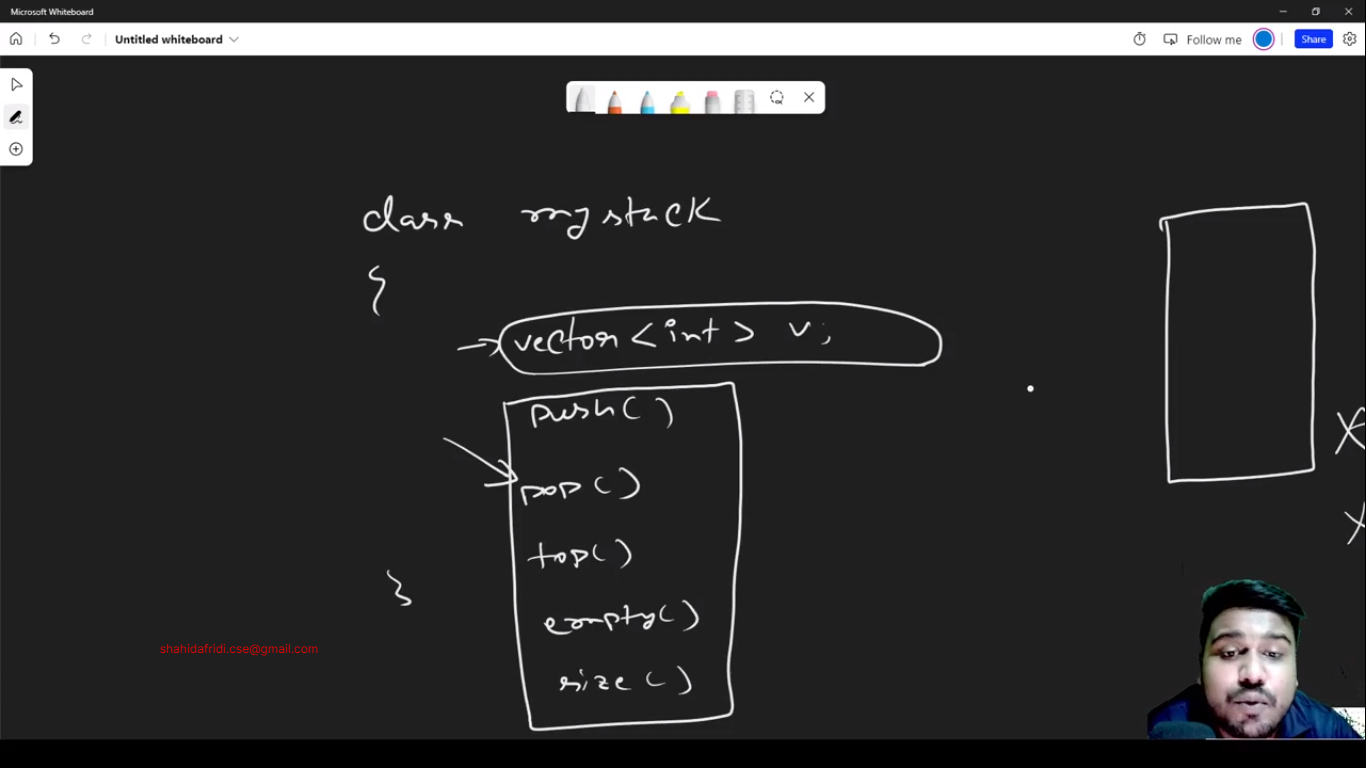 Microsoft Whiteboard
Untitled whiteboard
Follow me
Share
class mystack
{
vector <int> v;
push()
pop()
top()
empty()
size()
}
X
X
shahidafridi.cse@gmail.com